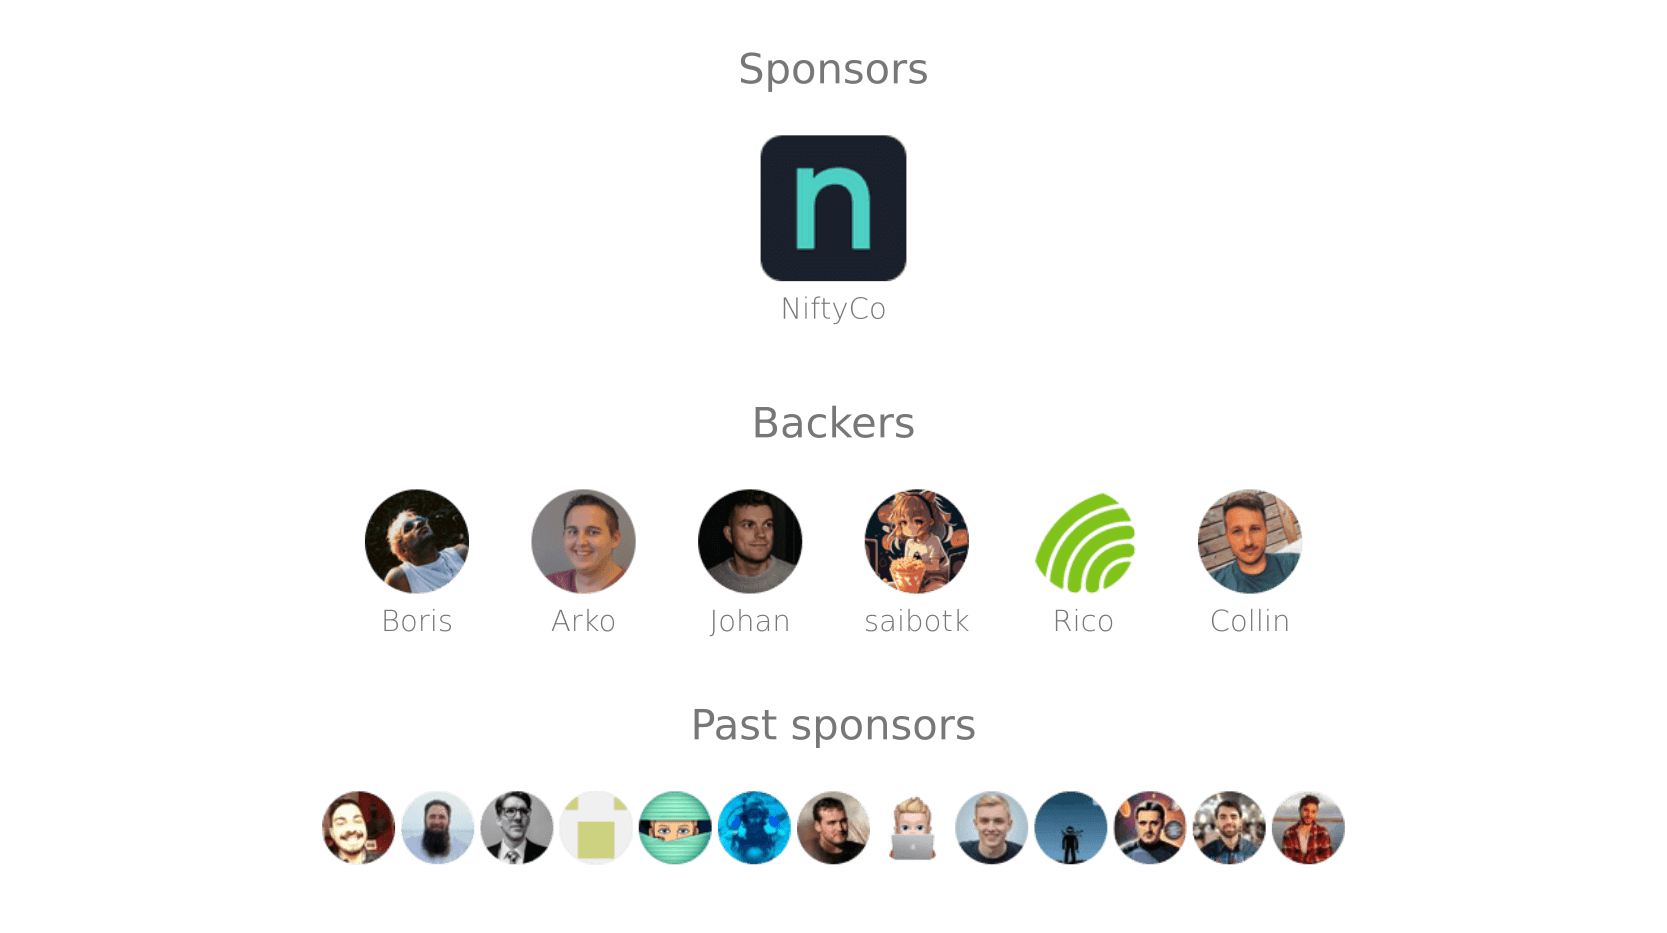 Sponsors
n
NiftyCo
Backers
Boris Arko Johan saibotk Rico Collin
Past sponsors